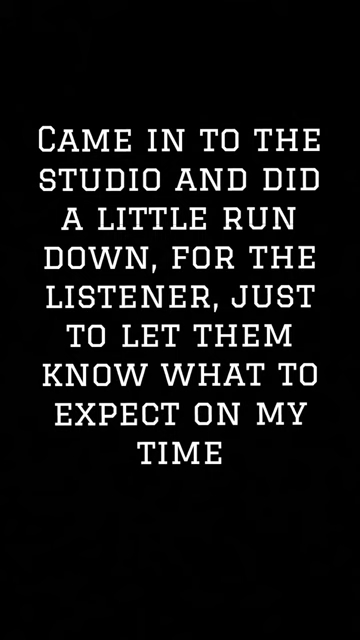 Came in to the
studio and did
a little run
down, for the
listener, just
to let them
know what to
expect on my
time